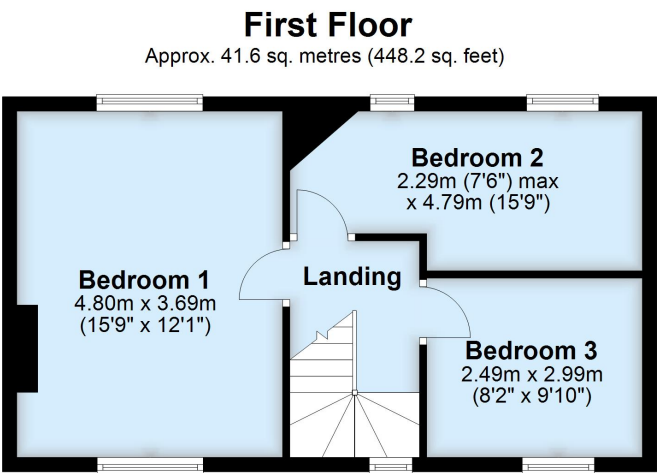 First Floor
Approx. 41.6 sq. metres (448.2 sq. feet)
Bedroom 2
2.29m (7'6") max
x 4.79m (15'9")
Bedroom 1
4.80m x 3.69m
(15'9" x 12'1")
Landing
Bedroom 3
2.49m x 2.99m
(8'2" x 9'10")